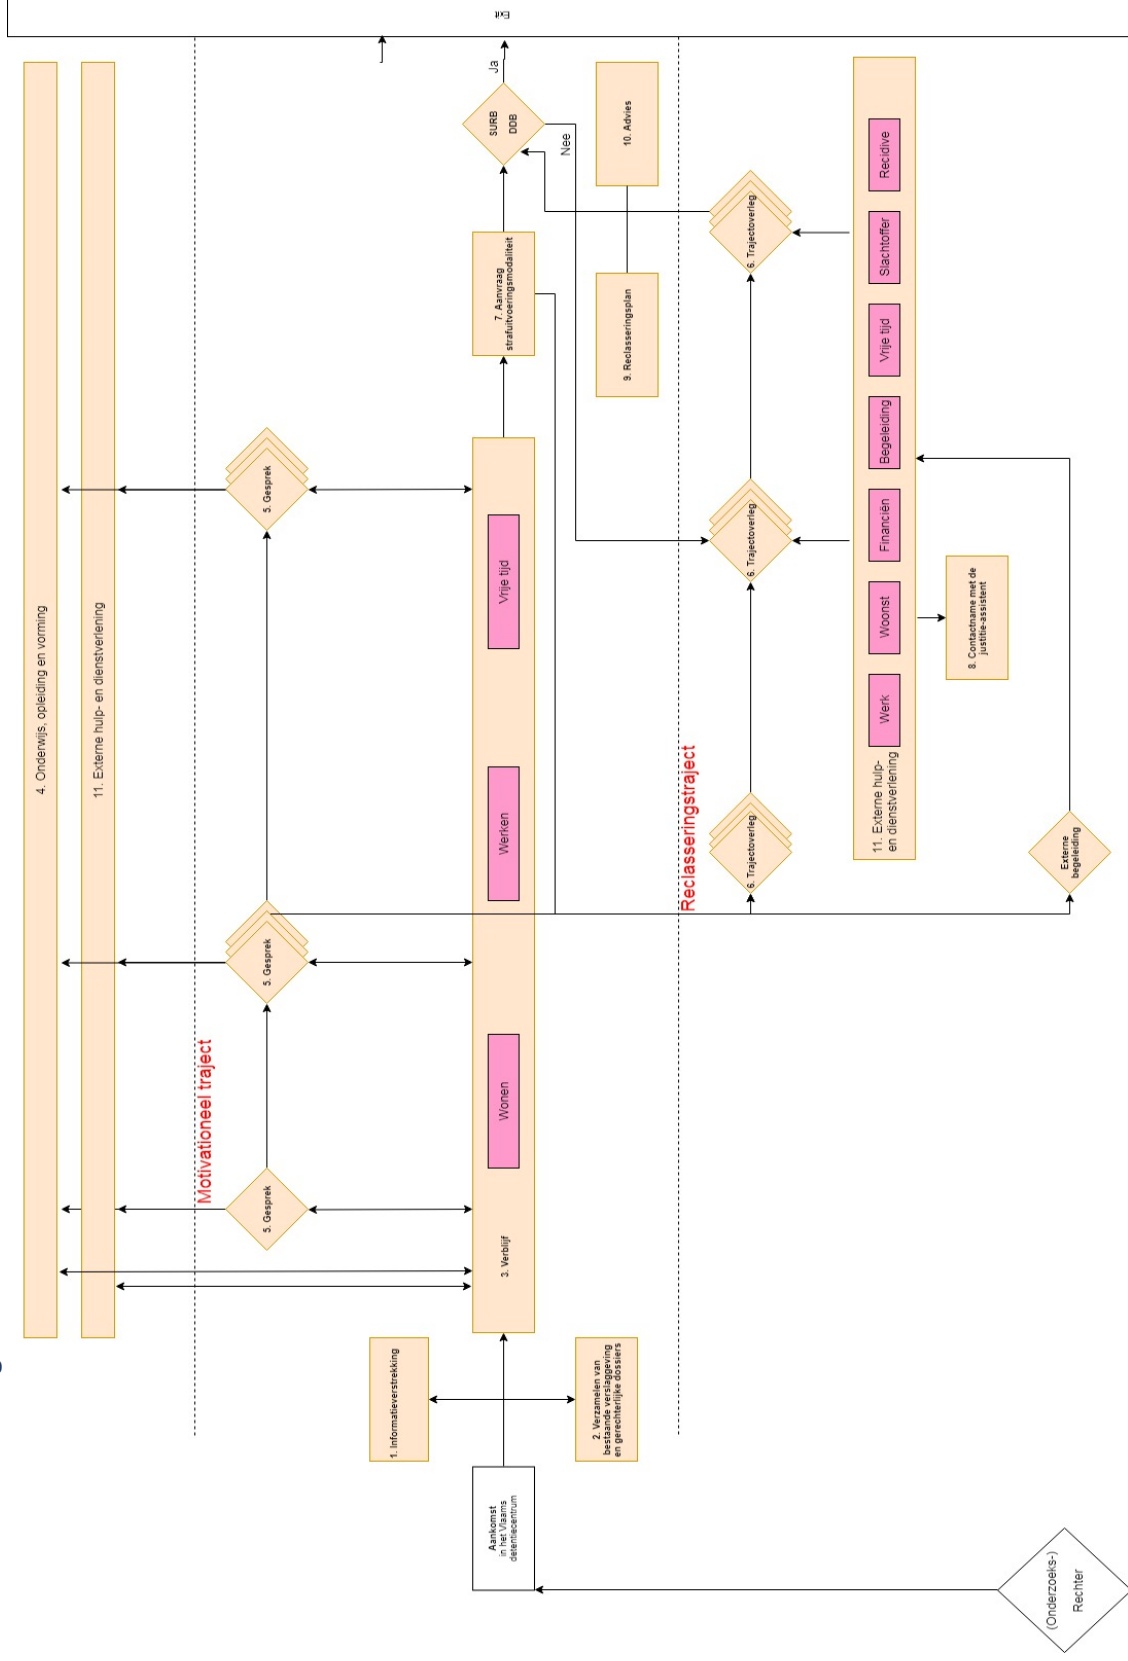 4. Onderwijs, opleiding en vorming
11. Externe hulp- en dienstverlening
Motivationeel traject
5. Gesprek
5. Gesprek
5. Gesprek
1. Informatieverstrekking
Aankomst
in het Vlaams
detentiecentrum
3. Verblijf
Wonen
Werken
Vrije tijd
7. Aanvraag
strafuitvoeringsmodaliteit
SURB
DDB
Ja
Nee
2. Verzamelen van
bestaande verslaggeving
en gerechterlijke dossiers
9. Reclasseringsplan
10. Advies
Reclasseringstraject
6. Trajectoverleg
6. Trajectoverleg
6. Trajectoverleg
11. Externe hulp-
en dienstverlening
Werk
Woonst
Financiën
Begeleiding
Vrije tijd
Slachtoffer
Recidive
8. Contactname met de
justitie-assistent
Externe
begeleiding
(Onderzoeks-)
Rechter